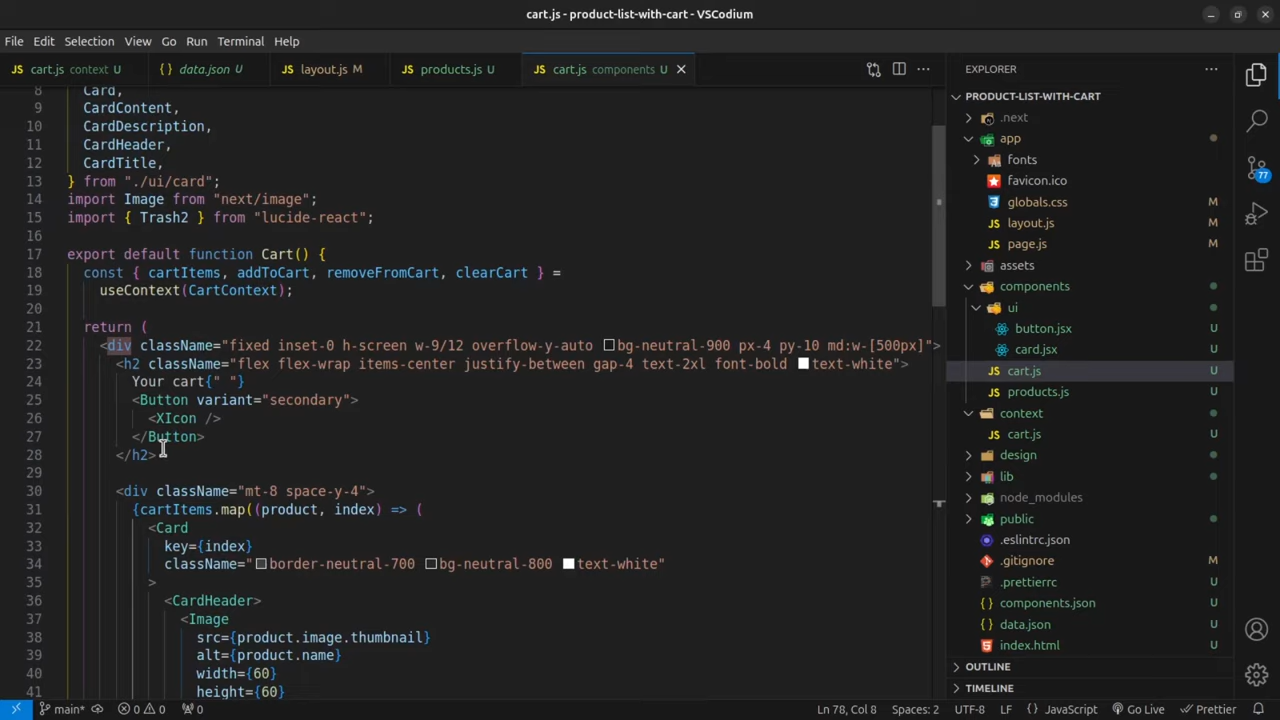 cart.js - product-list-with-cart - VSCodium
File Edit Selection View Go Run Terminal Help
JS cart.js context U
{} data.json U
JS layout.js M
JS products.js U
JS cart.js components U
EXPLORER
PRODUCT-LIST-WITH-CART
.next
app
fonts
favicon.ico
globals.css M
JS layout.js M
JS page.js M
assets
components
ui
button.jsx U
card.jsx U
JS cart.js U
JS products.js U
context
JS cart.js U
design
lib
node_modules
public
.eslintrc.json U
.gitignore M
.prettierrc U
{} components.json U
{} data.json U
index.html U
OUTLINE
TIMELINE
77
8 Card,
9 CardContent,
10 CardDescription,
11 CardHeader,
12 CardTitle,
13 } from "./ui/card";
14 import Image from "next/image";
15 import { Trash2 } from "lucide-react";
16
17 export default function Cart() {
18 const { cartItems, addToCart, removeFromCart, clearCart } =
19 useContext(CartContext);
20
21 return (
22 <div className="fixed inset-0 h-screen w-9/12 overflow-y-auto bg-neutral-900 px-4 py-10 md:w-[500px]">
23 <h2 className="flex flex-wrap items-center justify-between gap-4 text-2xl font-bold text-white">
24 Your cart{" "}
25 <Button variant="secondary">
26 <XIcon />
27 </Button>
28 </h2>
29
30 <div className="mt-8 space-y-4">
31 {cartItems.map((product, index) => (
32 <Card
33 key={index}
34 className="border-neutral-700 bg-neutral-800 text-white"
35 >
36 <CardHeader>
37 <Image
38 src={product.image.thumbnail}
39 alt={product.name}
40 width={60}
41 height={60}
main* 0 0 0 Ln 78, Col 8 Spaces: 2 UTF-8 LF {} JavaScript Go Live Prettier